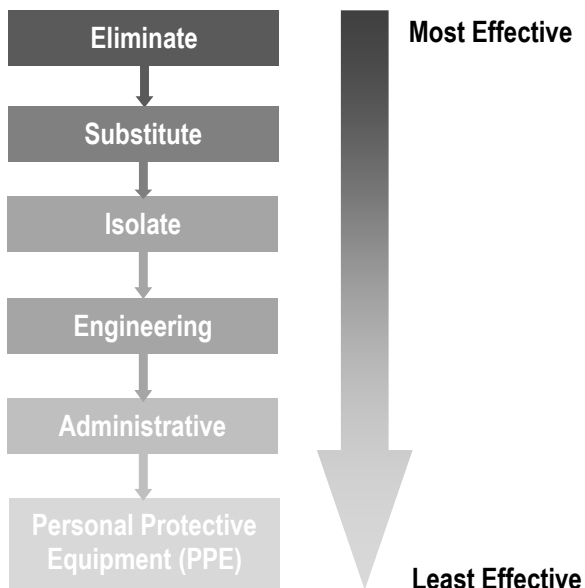 Eliminate
Most Effective
Substitute
Isolate
Engineering
Administrative
Personal Protective
Equipment (PPE)
Least Effective